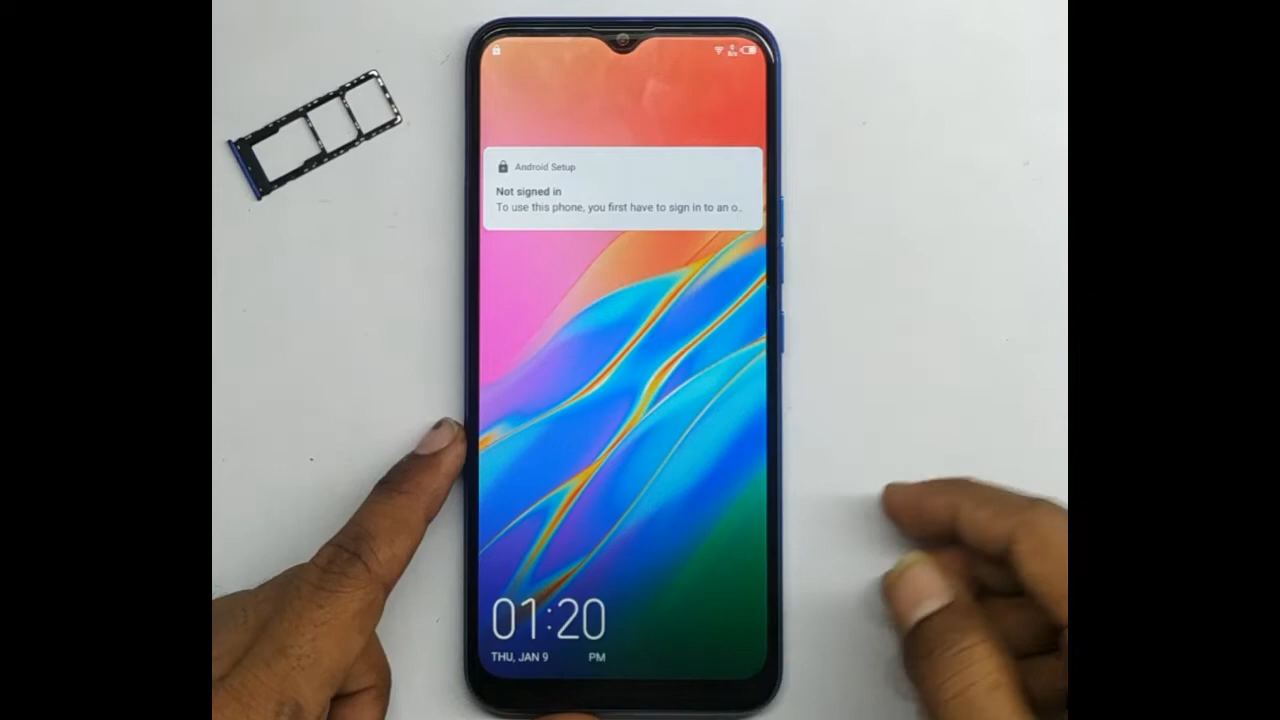 Android Setup
Not signed in
To use this phone, you first have to sign in to an o..
01:20
THU, JAN 9 PM